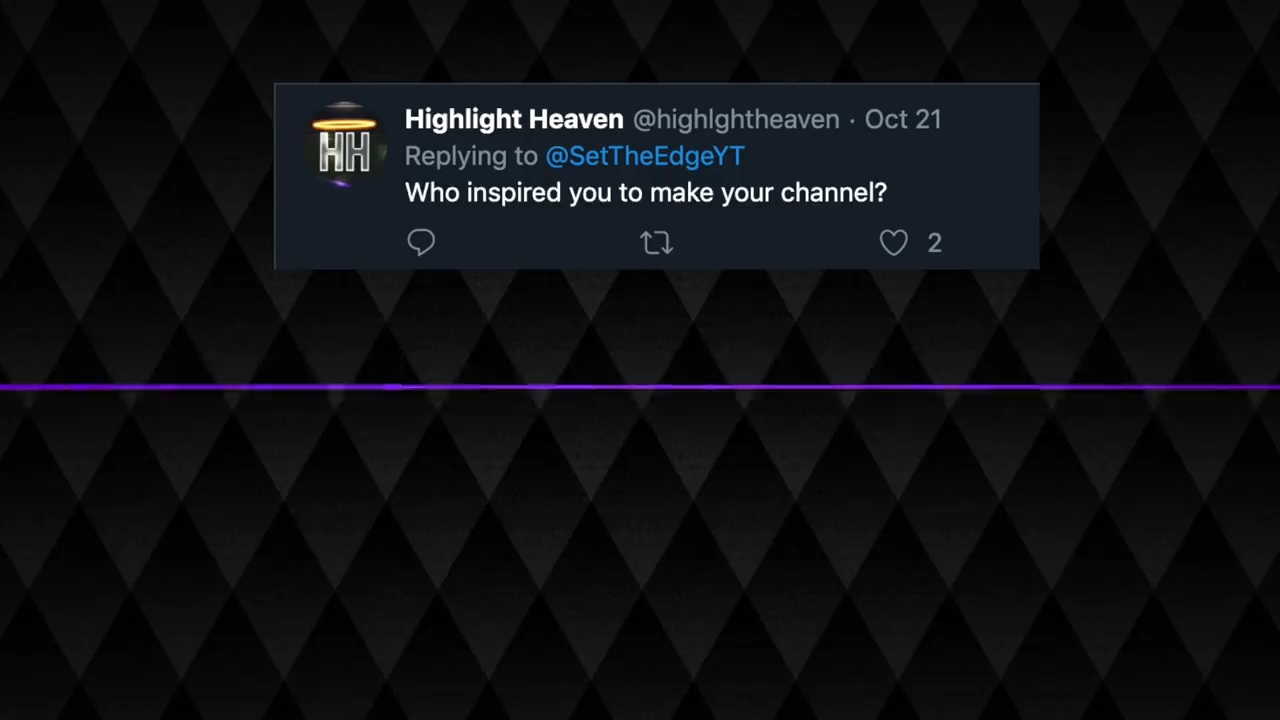 HH
Highlight Heaven @highlghtheaven · Oct 21
Replying to @SetTheEdgeYT
Who inspired you to make your channel?
2